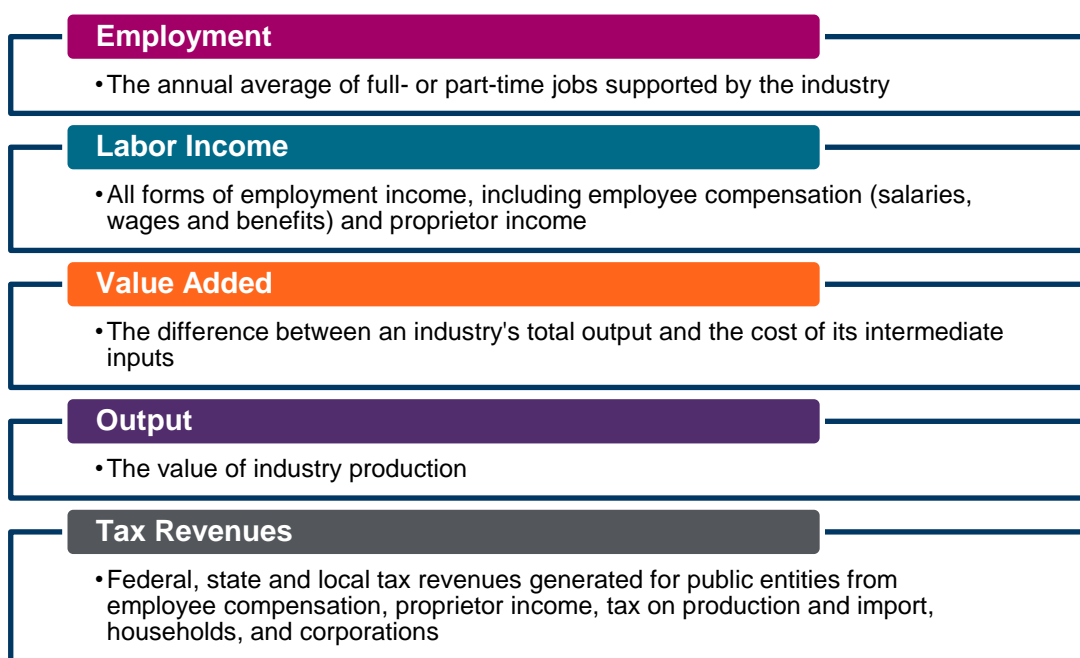 Employment
•The annual average of full- or part-time jobs supported by the industry
Labor Income
•All forms of employment income, including employee compensation (salaries,
wages and benefits) and proprietor income
Value Added
•The difference between an industry's total output and the cost of its intermediate
inputs
Output
•The value of industry production
Tax Revenues
•Federal, state and local tax revenues generated for public entities from
employee compensation, proprietor income, tax on production and import,
households, and corporations